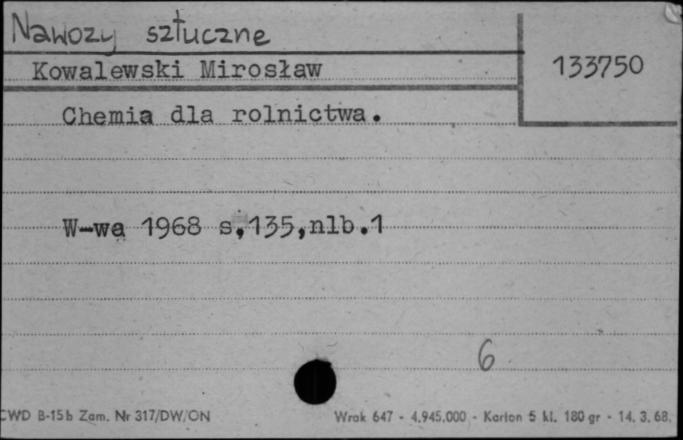 Nawozy sztuczne
Kowalewski Mirosław
133750
Chemia dla rolnictwa.
W-wa 1968 s,135,nlb.1
6
CWD B-15b Zam. Nr 317/DW/ON
Wrak 647 - 4.945.000 - Karton 5 kl. 180 gr - 14. 3. 68.